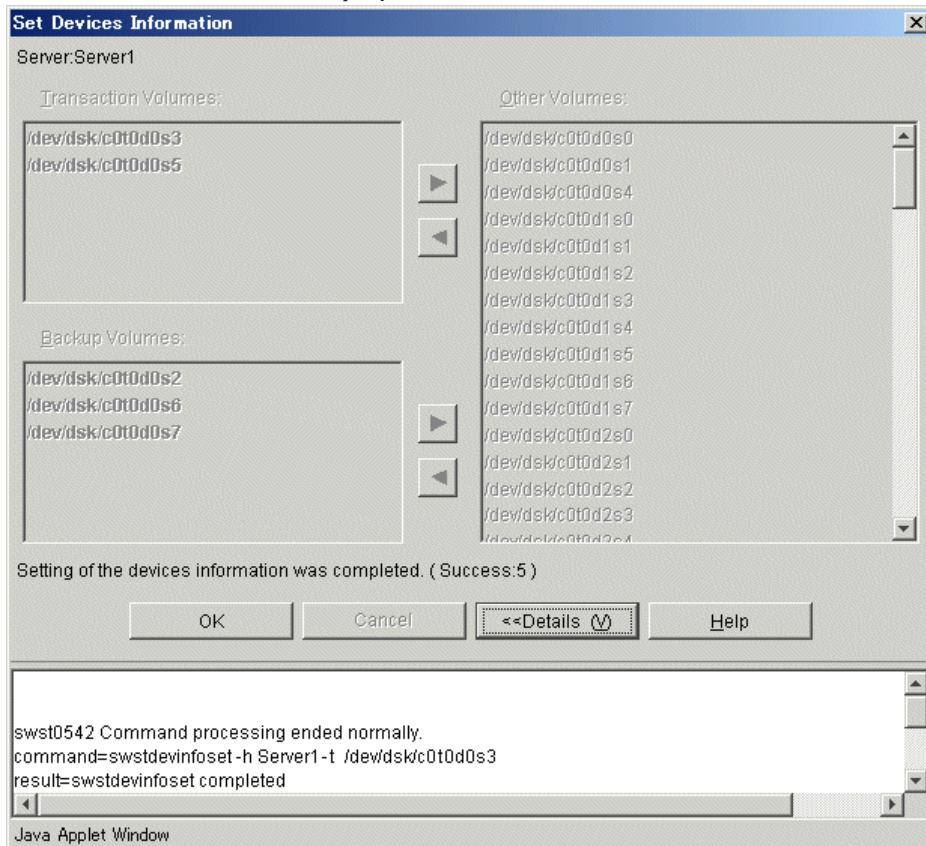 Set Devices Information
Server:Server1
Transaction Volumes:
/dev/dsk/c0t0d0s3
/dev/dsk/c0t0d0s5
Backup Volumes:
/dev/dsk/c0t0d0s2
/dev/dsk/c0t0d0s6
/dev/dsk/c0t0d0s7
Other Volumes:
/dev/dsk/c0t0d0s0
/dev/dsk/c0t0d0s1
/dev/dsk/c0t0d0s4
/dev/dsk/c0t0d1s0
/dev/dsk/c0t0d1s1
/dev/dsk/c0t0d1s2
/dev/dsk/c0t0d1s3
/dev/dsk/c0t0d1s4
/dev/dsk/c0t0d1s5
/dev/dsk/c0t0d1s6
/dev/dsk/c0t0d1s7
/dev/dsk/c0t0d2s0
/dev/dsk/c0t0d2s1
/dev/dsk/c0t0d2s2
/dev/dsk/c0t0d2s3
Setting of the devices information was completed. ( Success:5 )
OK
Cancel
<<Details (V)
Help
swst0542 Command processing ended normally.
command=swstdevinfoset -h Server1 -t /dev/dsk/c0t0d0s3
result=swstdevinfoset completed
Java Applet Window